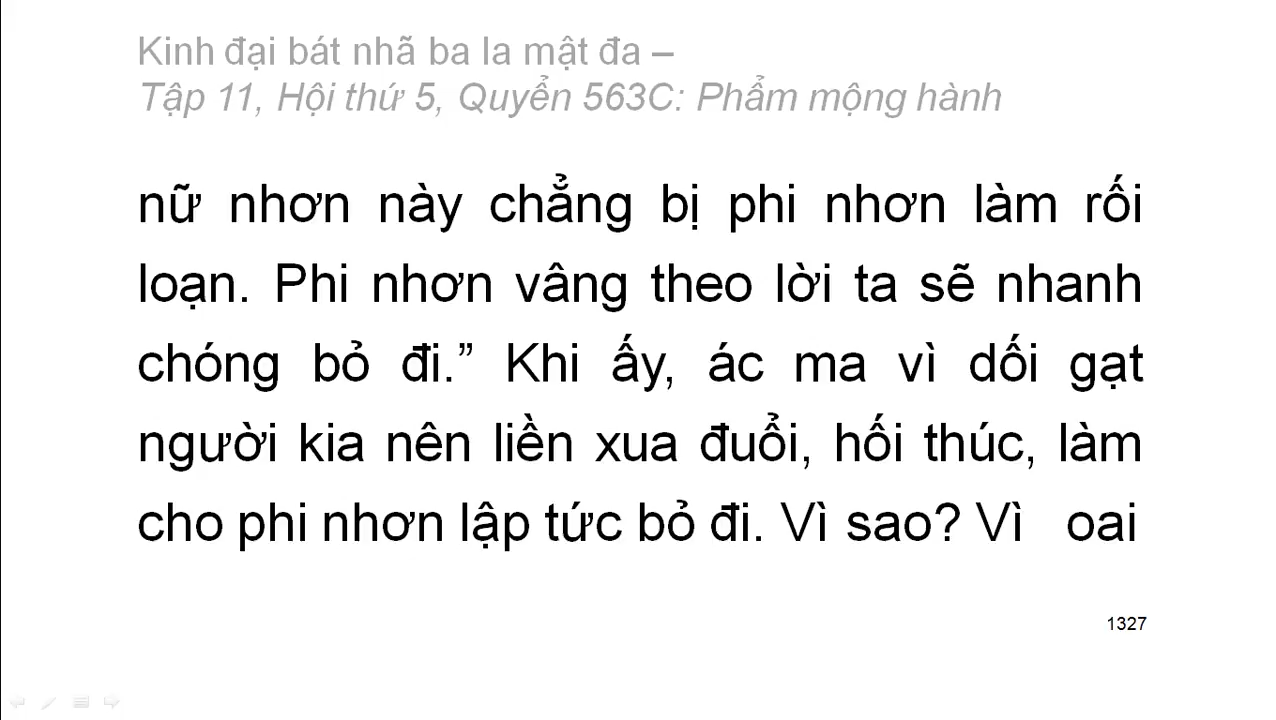 Kinh đại bát nhã ba la mật đa –
Tập 11, Hội thứ 5, Quyển 563C: Phẩm mộng hành
nữ nhơn này chẳng bị phi nhơn làm rối
loạn. Phi nhơn vâng theo lời ta sẽ nhanh
chóng bỏ đi.” Khi ấy, ác ma vì dối gạt
người kia nên liền xua đuổi, hối thúc, làm
cho phi nhơn lập tức bỏ đi. Vì sao? Vì oai
1327